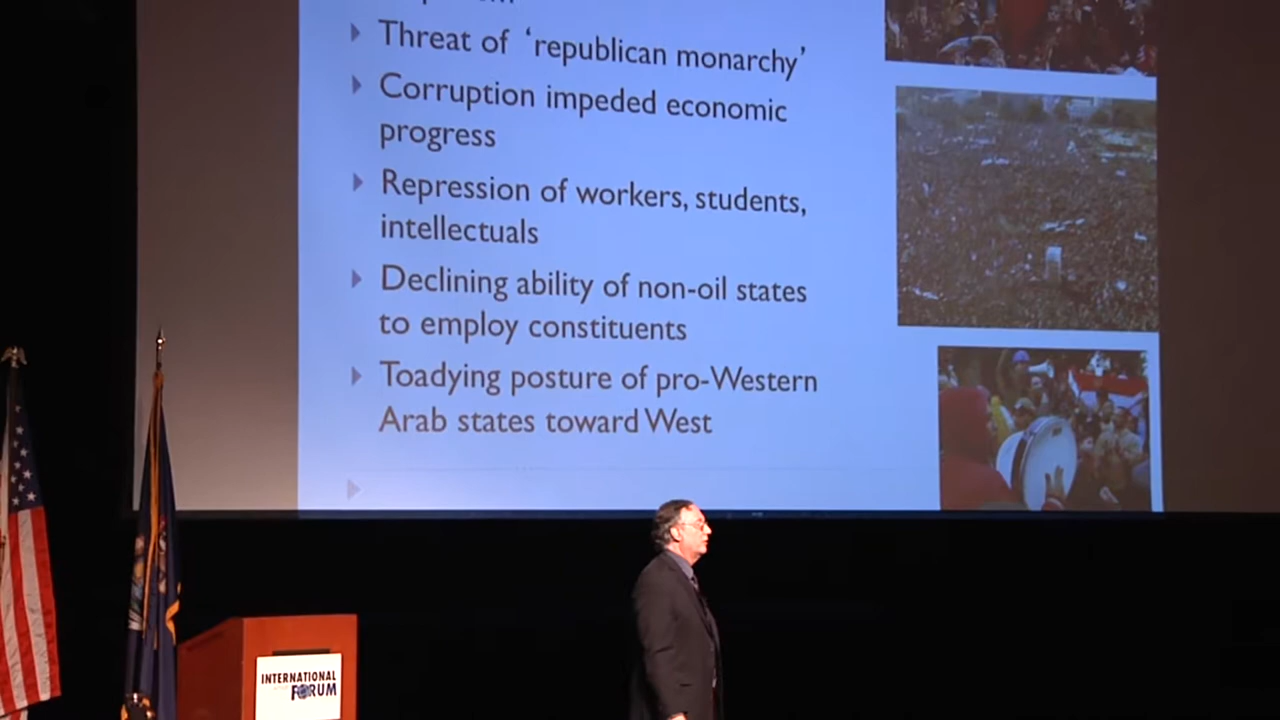 Threat of ‘republican monarchy’
Corruption impeded economic
progress
Repression of workers, students,
intellectuals
Declining ability of non-oil states
to employ constituents
Toadying posture of pro-Western
Arab states toward West
INTERNATIONAL
FORUM